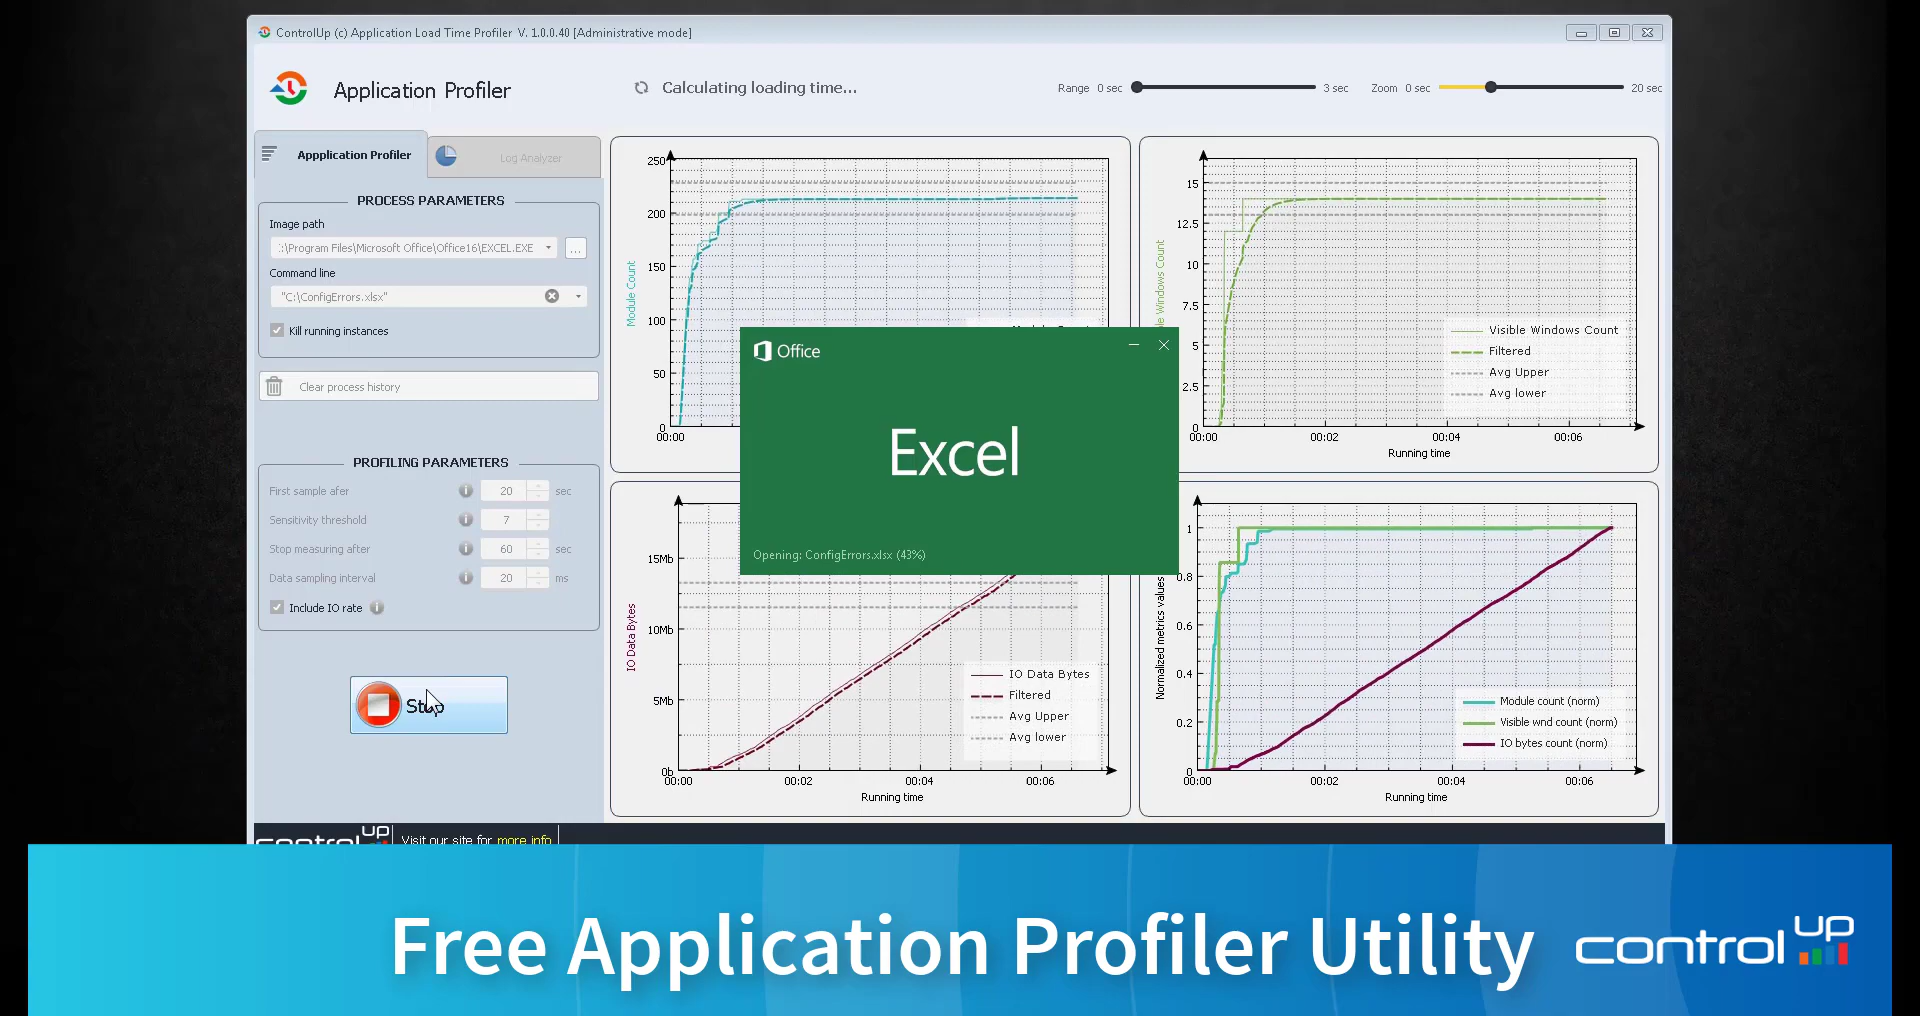 ControlUp (c) Application Load Time Profiler V. 1.0.0.40 [Administrative mode]
Application Profiler
Calculating loading time...
Range 0 sec 3 sec Zoom 0 sec 20 sec
Appplication Profiler
Log Analyzer
PROCESS PARAMETERS
Image path
:\Program Files\Microsoft Office\Office16\EXCEL.EXE
...
Command line
"C:\ConfigErrors.xlsx"
Kill running instances
Clear process history
PROFILING PARAMETERS
First sample afer 20 sec
Sensitivity threshold 7
Stop measuring after 60 sec
Data sampling interval 20 ms
Include IO rate
Stop
Module Count
250
200
150
100
50
0
00:00
Windows Count
15
12.5
10
7.5
5
2.5
0
00:00 00:02 00:04 00:06
Running time
Visible Windows Count
Filtered
Avg Upper
Avg lower
Office
Excel
Opening: ConfigErrors.xlsx (43%)
IO Data Bytes
15Mb
10Mb
5Mb
0b
00:00 00:02 00:04 00:06
Running time
IO Data Bytes
Filtered
Avg Upper
Avg lower
Normalized metrics values
1
0.8
0.6
0.4
0.2
0
00:00 00:02 00:04 00:06
Running time
Module count (norm)
Visible wnd count (norm)
IO bytes count (norm)
control up
Visit our site for more info
Free Application Profiler Utility
control up